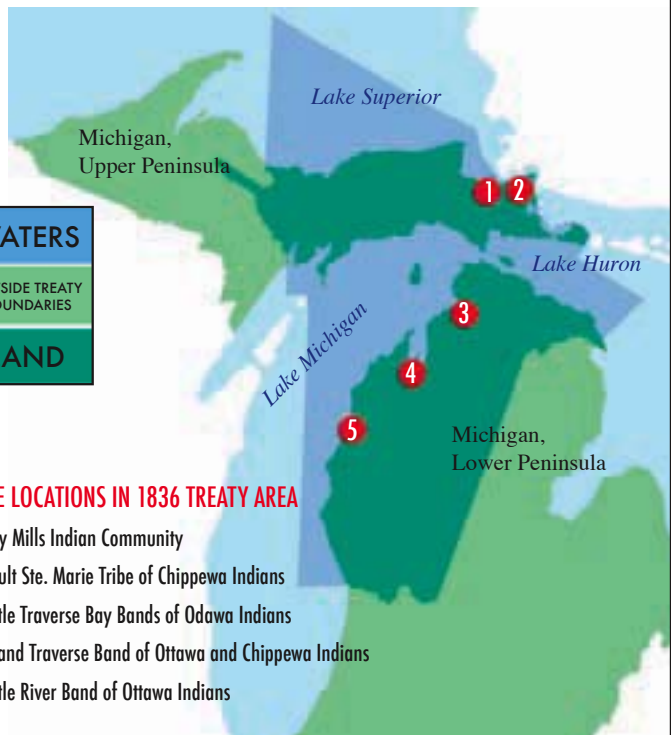 Lake Superior
Michigan,
Upper Peninsula
1
2
ATERS
SIDE TREATY
UNDARIES
AND
Lake Huron
Lake Michigan
3
4
5
Michigan,
Lower Peninsula
E LOCATIONS IN 1836 TREATY AREA
y Mills Indian Community
ult Ste. Marie Tribe of Chippewa Indians
tle Traverse Bay Bands of Odawa Indians
and Traverse Band of Ottawa and Chippewa Indians
tle River Band of Ottawa Indians